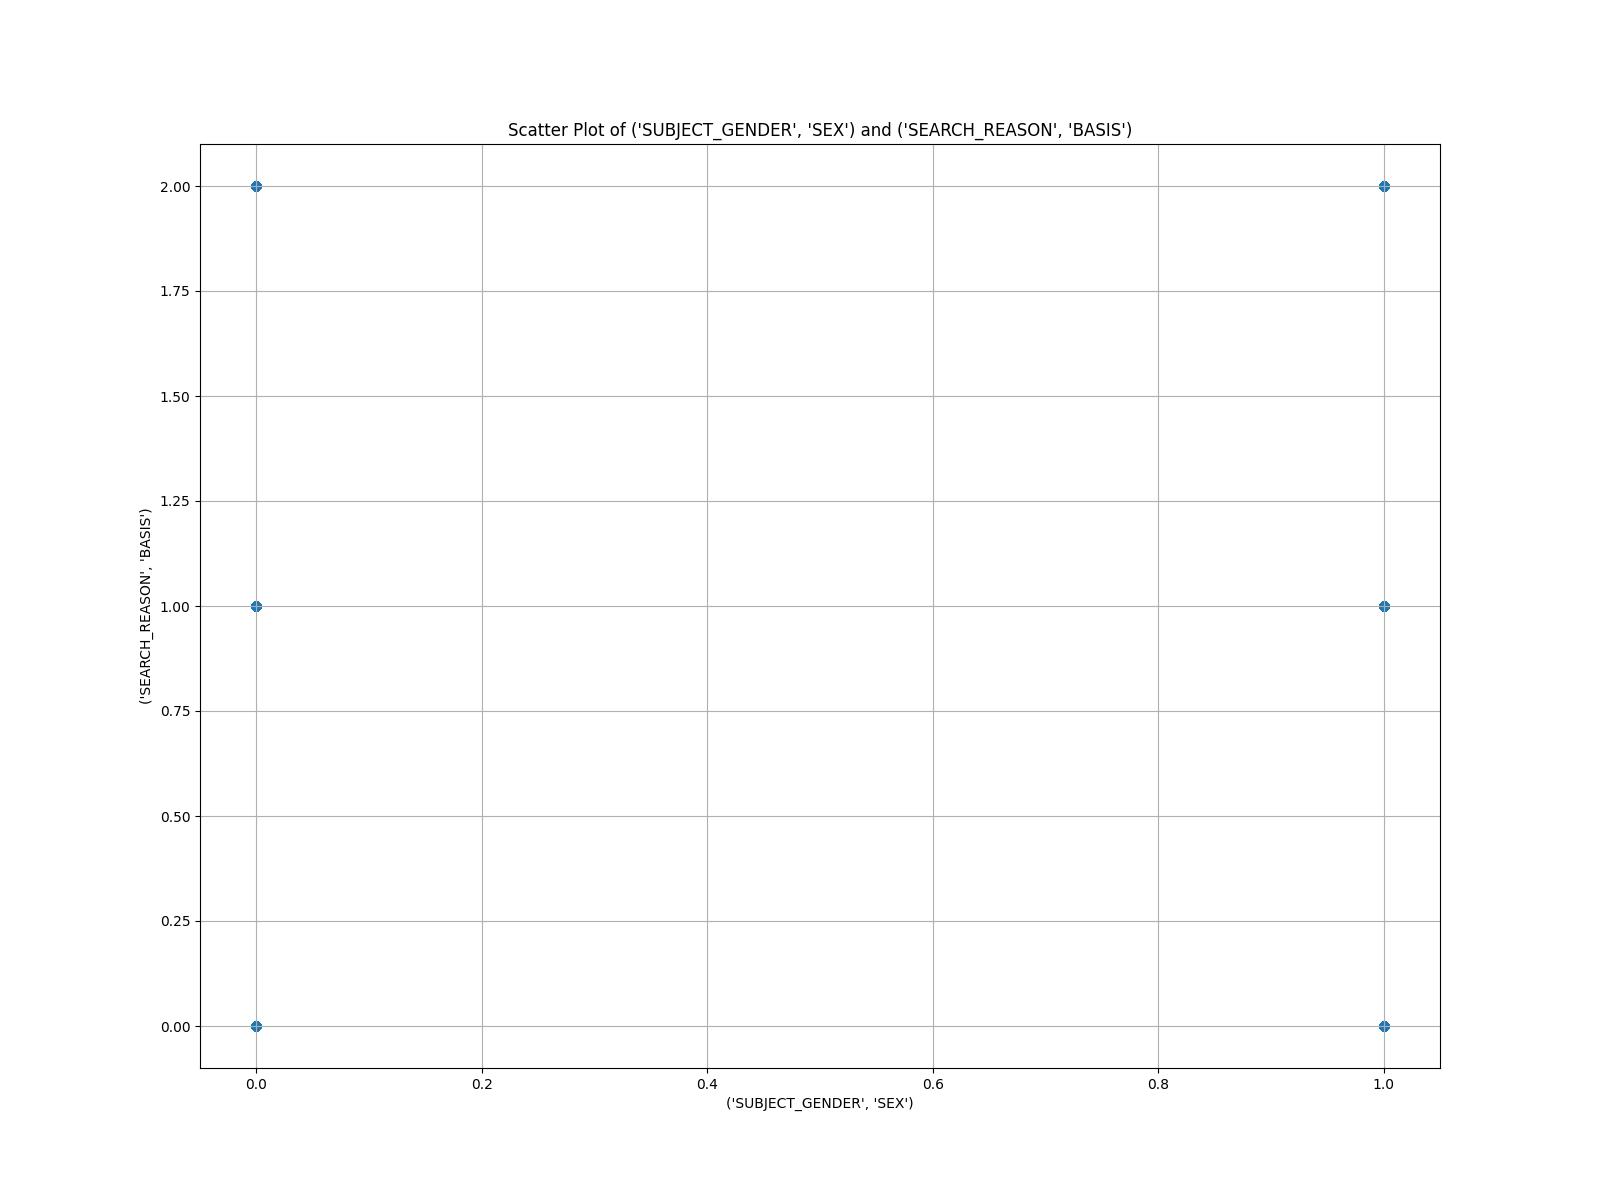 Scatter Plot of ('SUBJECT_GENDER', 'SEX') and ('SEARCH_REASON', 'BASIS')
2.00
1.75
1.50
1.25
1.00
0.75
0.50
0.25
0.00
('SEARCH_REASON', 'BASIS')
0.0 0.2 0.4 0.6 0.8 1.0
('SUBJECT_GENDER', 'SEX')